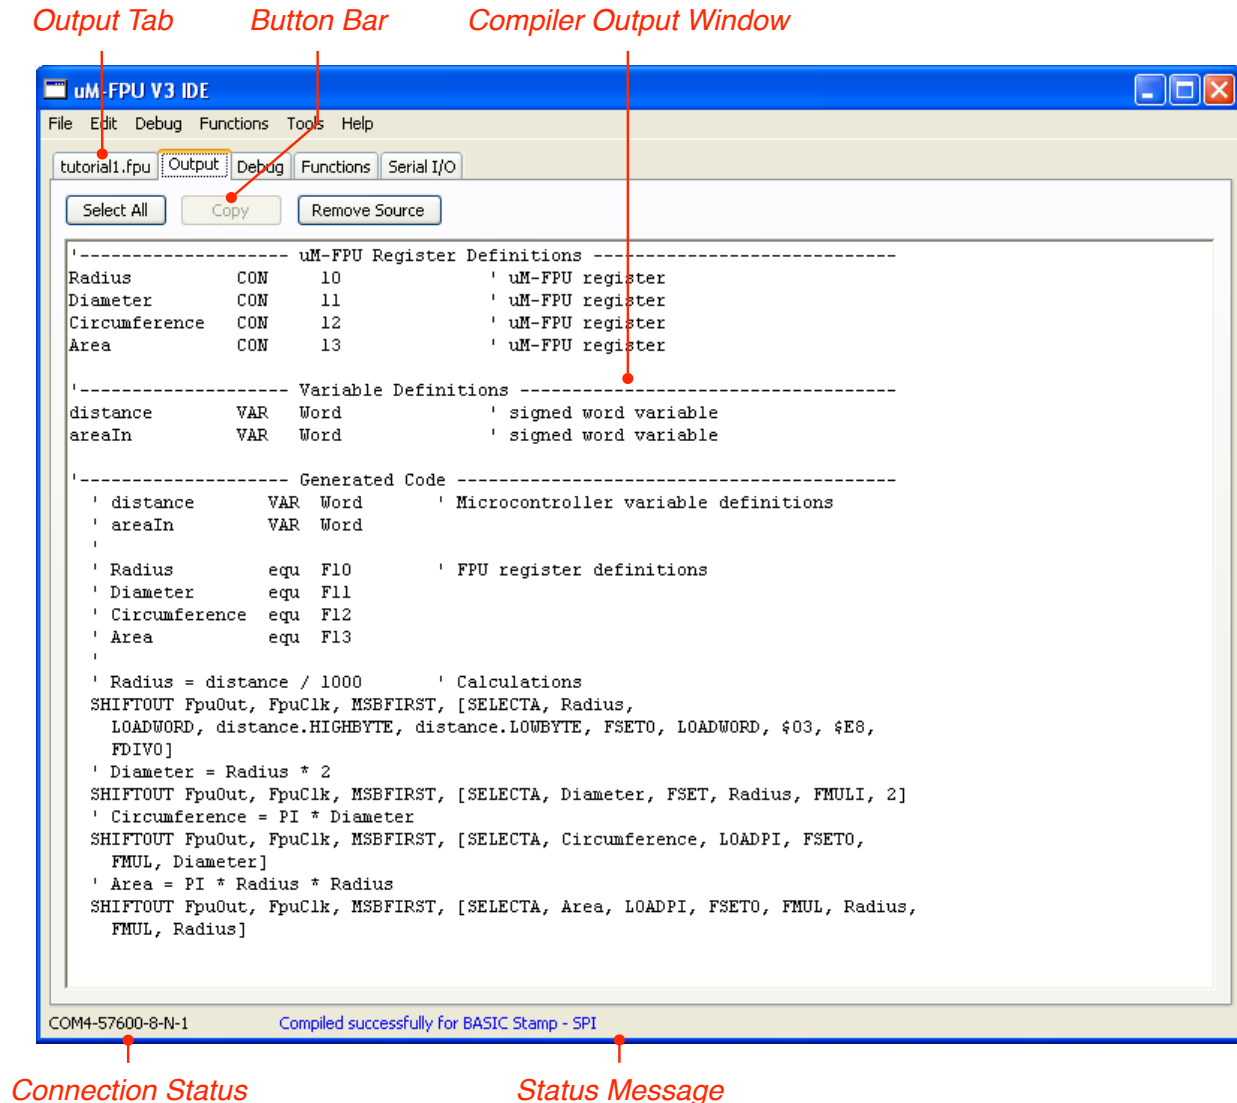 Output Tab Button Bar Compiler Output Window
uM-FPU V3 IDE
File Edit Debug Functions Tools Help
tutorial1.fpu Output Debug Functions Serial I/O
Select All Copy Remove Source
'-------------------- uM-FPU Register Definitions -----------------------------
Radius CON 10 ' uM-FPU register
Diameter CON 11 ' uM-FPU register
Circumference CON 12 ' uM-FPU register
Area CON 13 ' uM-FPU register
'-------------------- Variable Definitions ------------------------------------
distance VAR Word ' signed word variable
areaIn VAR Word ' signed word variable
'-------------------- Generated Code ------------------------------------------
' distance VAR Word ' Microcontroller variable definitions
' areaIn VAR Word
'
' Radius equ F10 ' FPU register definitions
' Diameter equ F11
' Circumference equ F12
' Area equ F13
'
' Radius = distance / 1000 ' Calculations
SHIFTOUT FpuOut, FpuClk, MSBFIRST, [SELECTA, Radius,
LOADWORD, distance.HIGHBYTE, distance.LOWBYTE, FSET0, LOADWORD, $03, $E8,
FDIV0]
' Diameter = Radius * 2
SHIFTOUT FpuOut, FpuClk, MSBFIRST, [SELECTA, Diameter, FSET, Radius, FMULI, 2]
' Circumference = PI * Diameter
SHIFTOUT FpuOut, FpuClk, MSBFIRST, [SELECTA, Circumference, LOADPI, FSET0,
FMUL, Diameter]
' Area = PI * Radius * Radius
SHIFTOUT FpuOut, FpuClk, MSBFIRST, [SELECTA, Area, LOADPI, FSET0, FMUL, Radius,
FMUL, Radius]
COM4-57600-8-N-1 Compiled successfully for BASIC Stamp - SPI
Connection Status Status Message